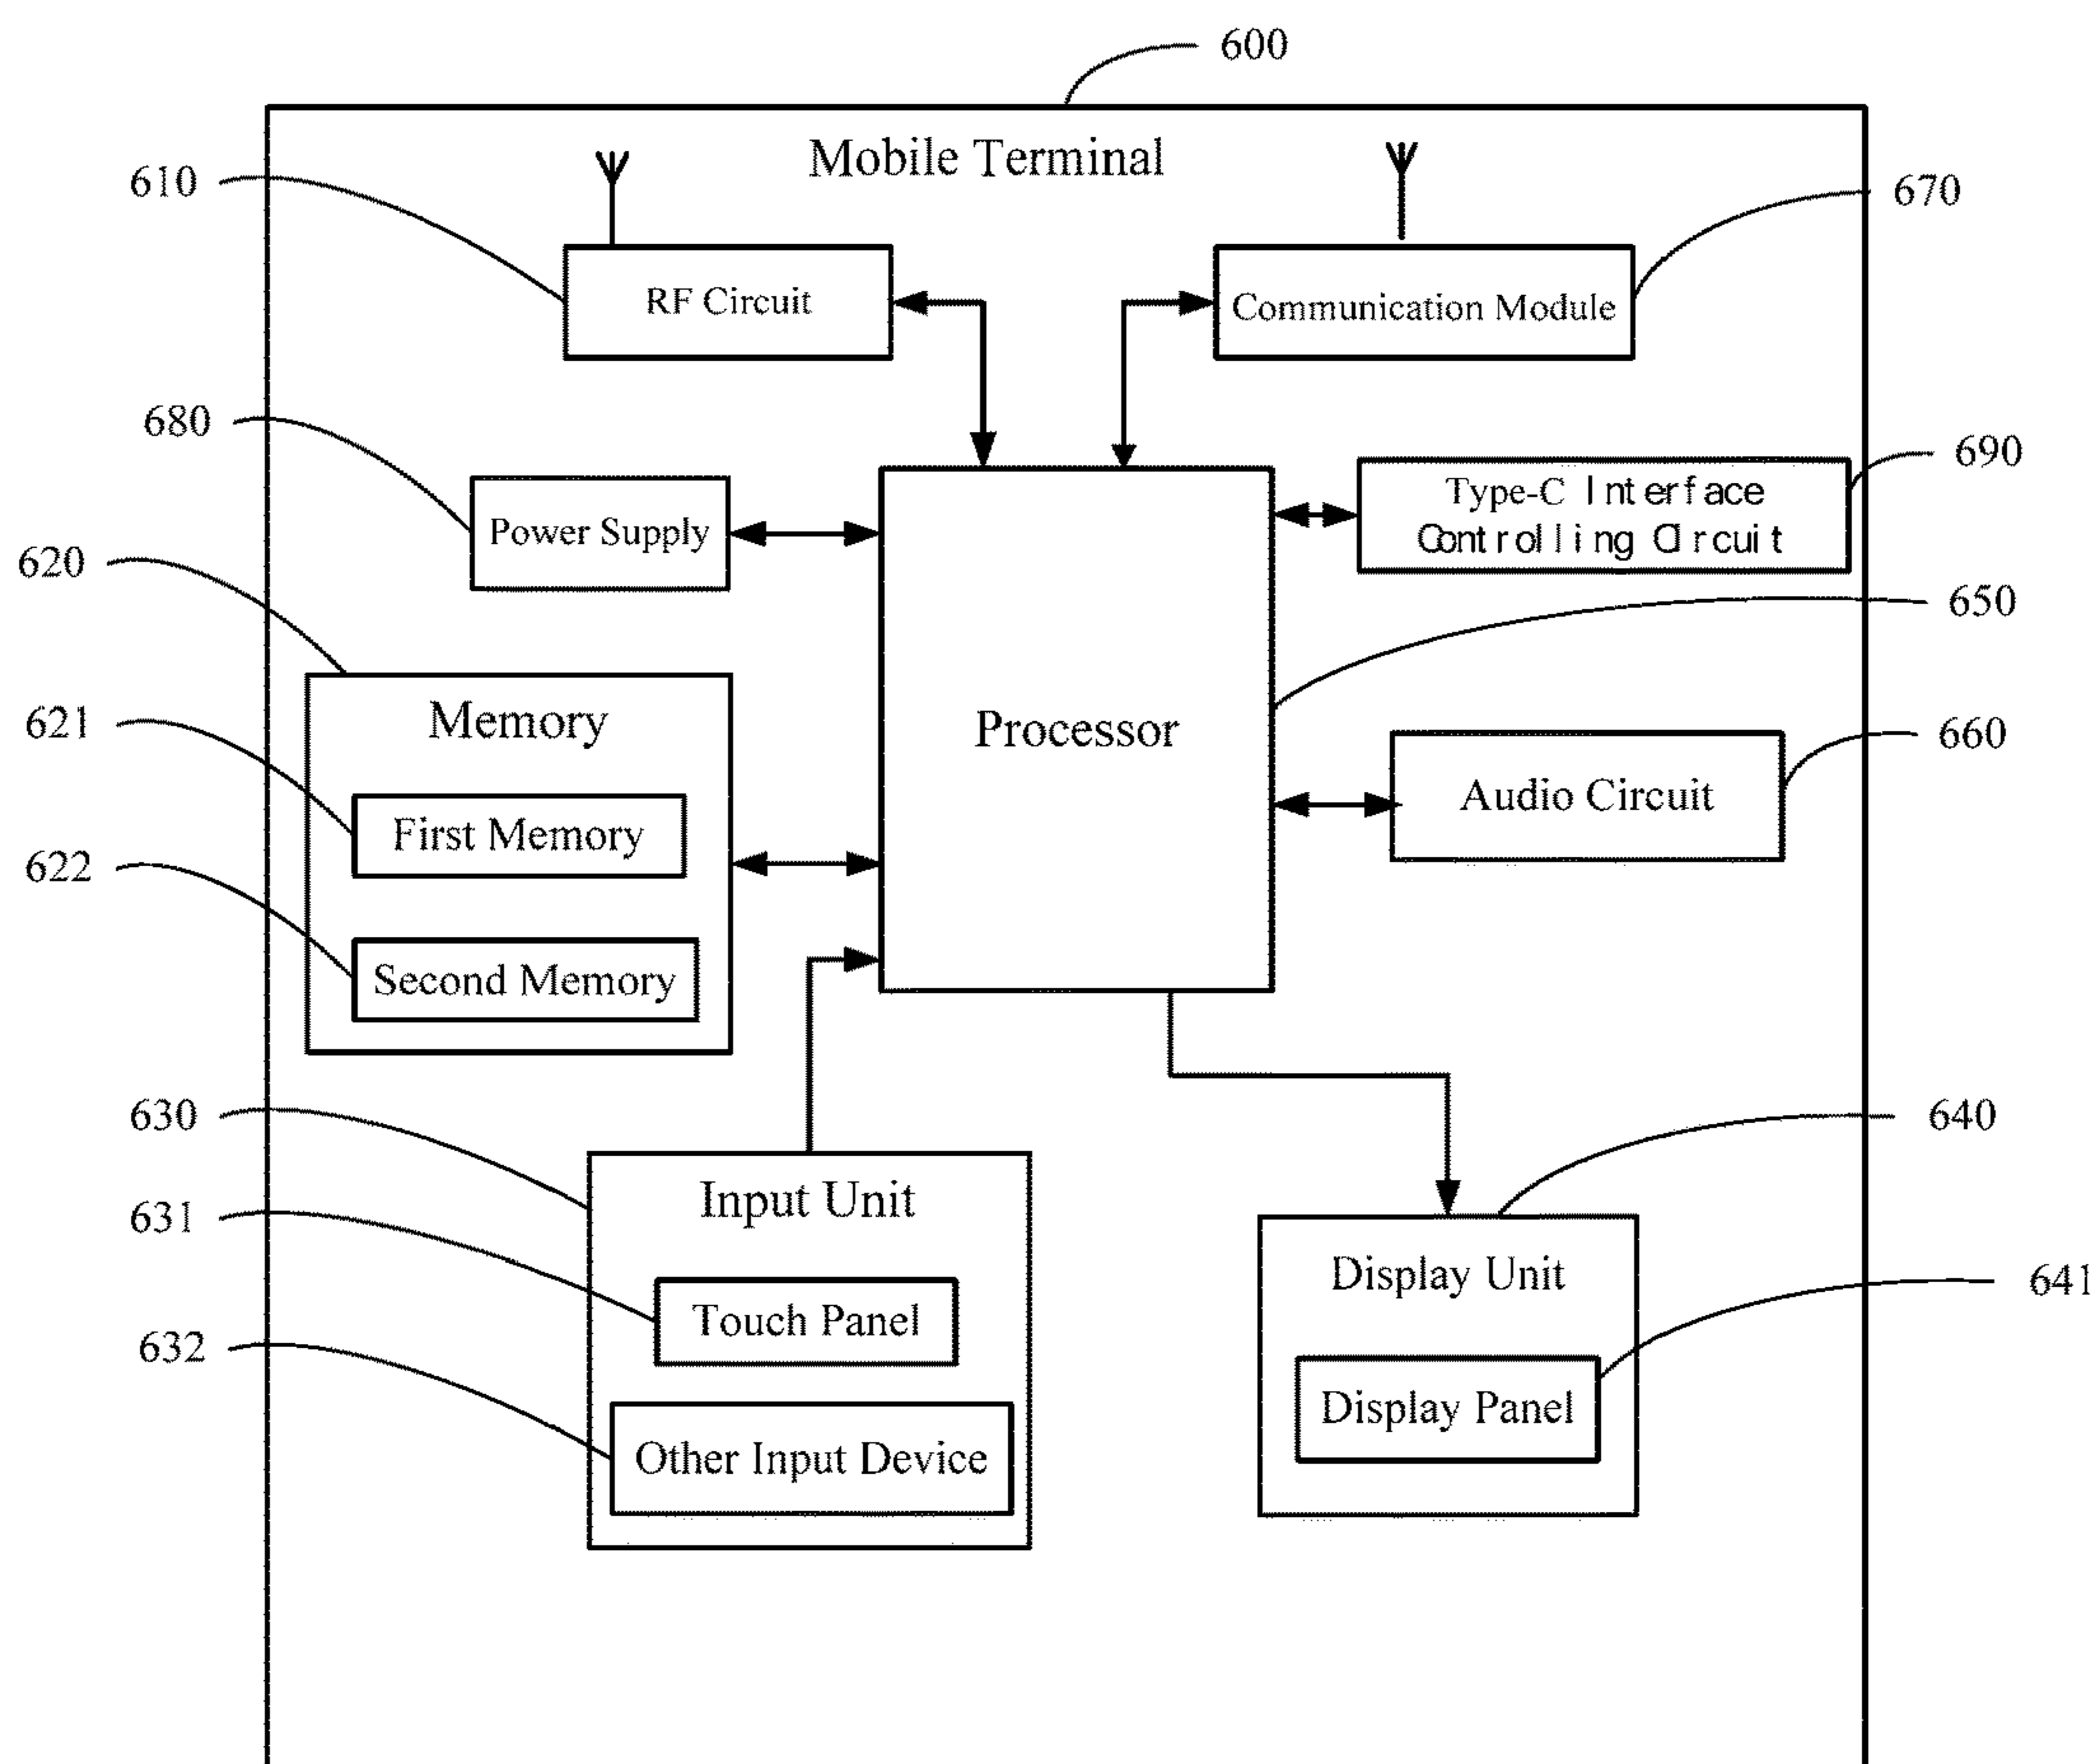 600
Mobile Terminal
610
670
RF Circuit
Communication Module
680
690
Type-C Interface
Controlling CIrcuit
Power Supply
620
650
Memory
621
Processor
660
Audio Circuit
First Memory
622
Second Memory
630
640
Input Unit
631
Display Unit
641
Touch Panel
632
Display Panel
Other Input Device